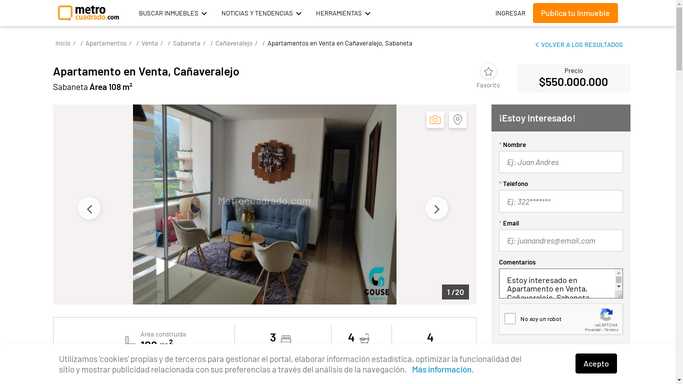 metro
cuadrado.com
BUSCAR INMUEBLES
NOTICIAS Y TENDENCIAS
HERRAMIENTAS
INGRESAR
Publica tu Inmueble
Inicio / / Apartamentos / / Venta / / Sabaneta / / Cañaveralejo / / Apartamentos en Venta en Cañaveralejo, Sabaneta
VOLVER A LOS RESULTADOS
Apartamento en Venta, Cañaveralejo
Sabaneta Área 108 m²
Favorito
Precio
$550.000.000
Metrocuadrado.com
GOUSE
1 / 20
¡Estoy Interesado!
* Nombre
Ej: Juan Andres
* Telefono
Ej: 322*******
* Email
Ej: juanandres@email.com
Comentarios
Estoy interesado en
Apartamento en Venta,
Cañaveralejo, Sabaneta
No soy un robot
reCAPTCHA
Privacidad - Términos
Área construida
108 m²
3
4
4
Utilizamos 'cookies' propias y de terceros para gestionar el portal, elaborar información estadística, optimizar la funcionalidad del
sitio y mostrar publicidad relacionada con sus preferencias a través del análisis de la navegación. Más información.
Acepto